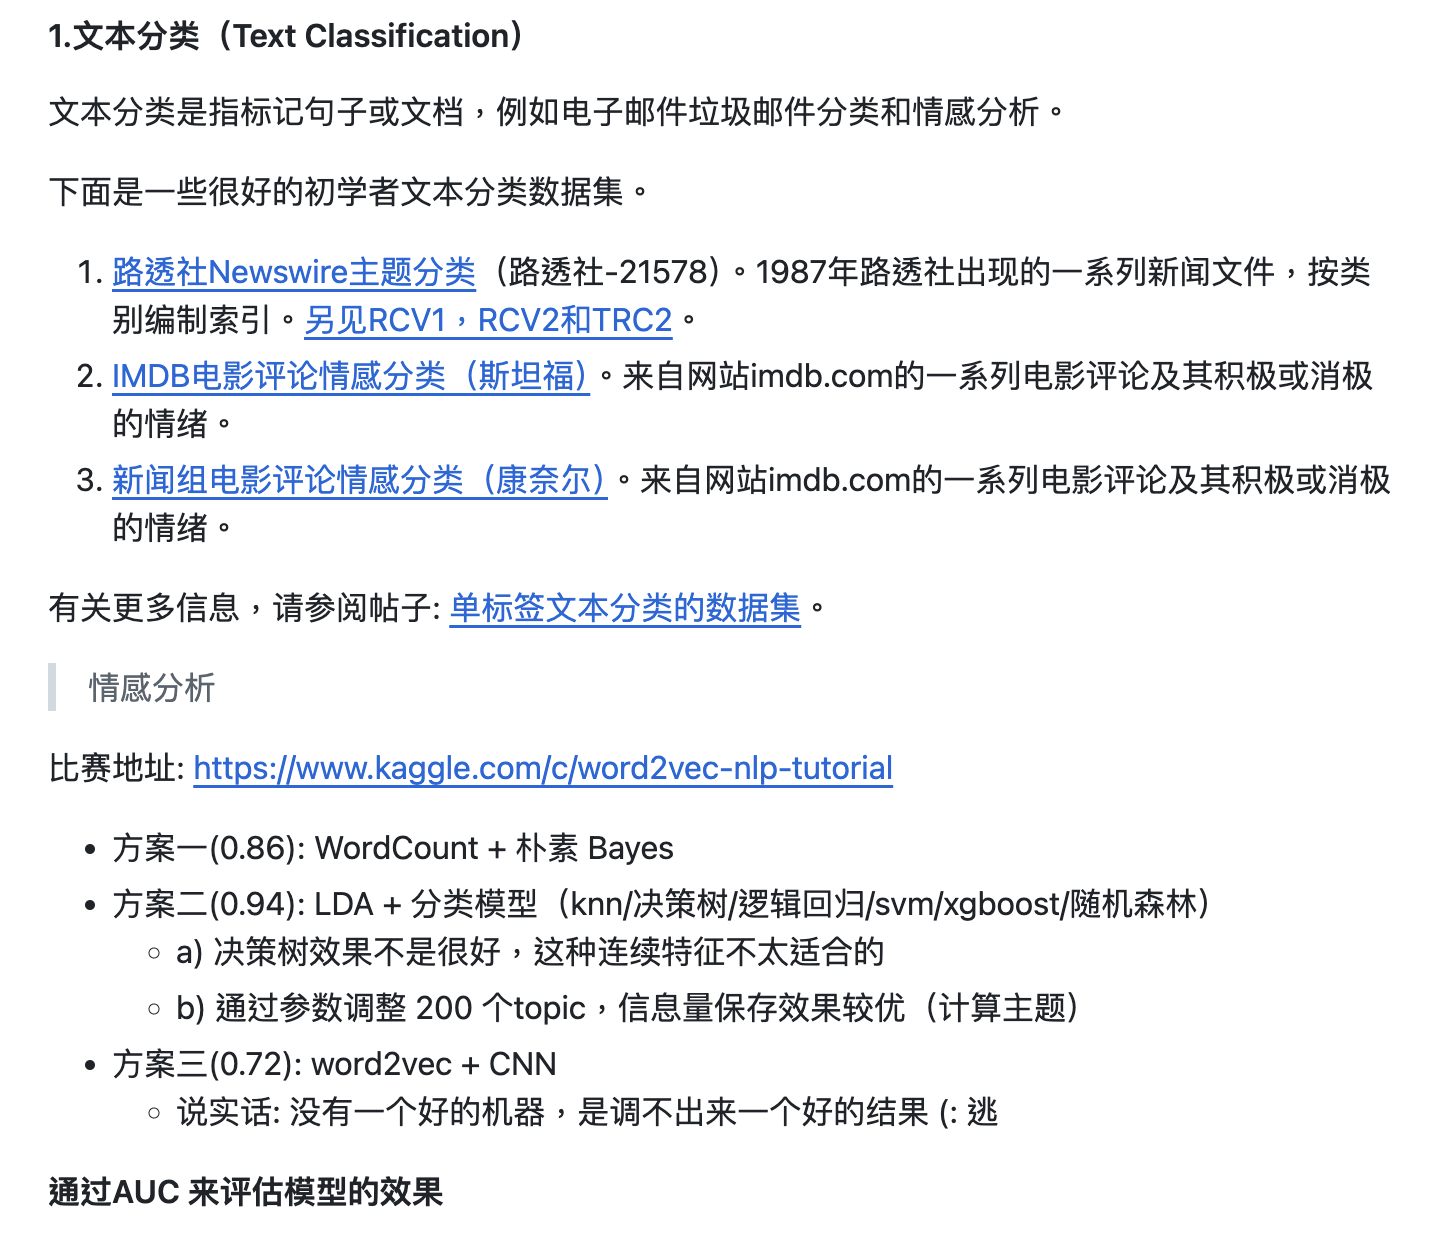 1.文本分类（Text Classification）
文本分类是指标记句子或文档，例如电子邮件垃圾邮件分类和情感分析。
下面是一些很好的初学者文本分类数据集。
1. 路透社Newswire主题分类（路透社-21578）。1987年路透社出现的一系列新闻文件，按类
别编制索引。另见RCV1，RCV2和TRC2。
2. IMDB电影评论情感分类（斯坦福）。来自网站imdb.com的一系列电影评论及其积极或消极
的情绪。
3. 新闻组电影评论情感分类（康奈尔）。来自网站imdb.com的一系列电影评论及其积极或消极
的情绪。
有关更多信息，请参阅帖子: 单标签文本分类的数据集。
情感分析
比赛地址: https://www.kaggle.com/c/word2vec-nlp-tutorial
• 方案一(0.86): WordCount + 朴素 Bayes
• 方案二(0.94): LDA + 分类模型（knn/决策树/逻辑回归/svm/xgboost/随机森林）
◦ a) 决策树效果不是很好，这种连续特征不太适合的
◦ b) 通过参数调整 200 个topic，信息量保存效果较优（计算主题）
• 方案三(0.72): word2vec + CNN
◦ 说实话: 没有一个好的机器，是调不出来一个好的结果 (: 逃
通过AUC 来评估模型的效果